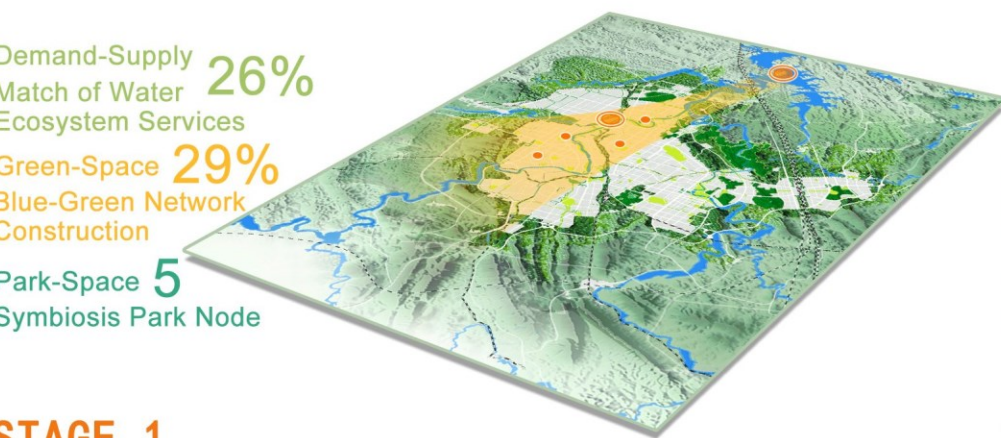 Demand-Supply
Match of Water 26%
Ecosystem Services
Green-Space 29%
Blue-Green Network
Construction
Park-Space 5
Symbiosis Park Node
STAGE 1